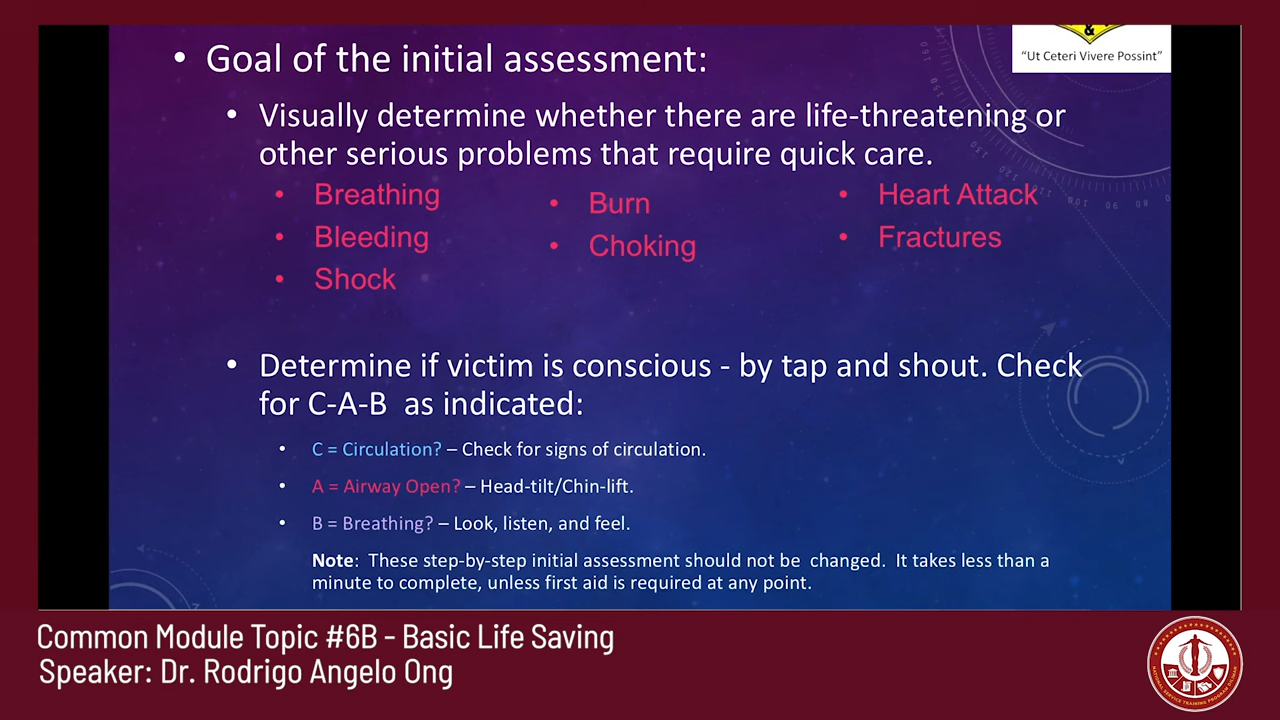 &
"Ut Ceteri Vivere Possint"
• Goal of the initial assessment:
• Visually determine whether there are life-threatening or
other serious problems that require quick care.
• Breathing
• Bleeding
• Shock
• Burn
• Choking
• Heart Attack
• Fractures
• Determine if victim is conscious - by tap and shout. Check
for C-A-B as indicated:
• C = Circulation? – Check for signs of circulation.
• A = Airway Open? – Head-tilt/Chin-lift.
• B = Breathing? – Look, listen, and feel.
Note: These step-by-step initial assessment should not be changed. It takes less than a
minute to complete, unless first aid is required at any point.
Common Module Topic #6B - Basic Life Saving
Speaker: Dr. Rodrigo Angelo Ong
NATIONAL SERVICE TRAINING PROGRAM DILIMAN